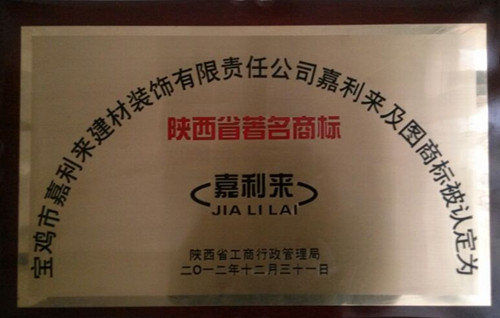 宝鸡市嘉利来建材装饰有限责任公司嘉利来及图商标被认定为
陕西省著名商标
嘉利来
JIA LI LAI
陕西省工商行政管理局
二〇一二年十二月三十一日